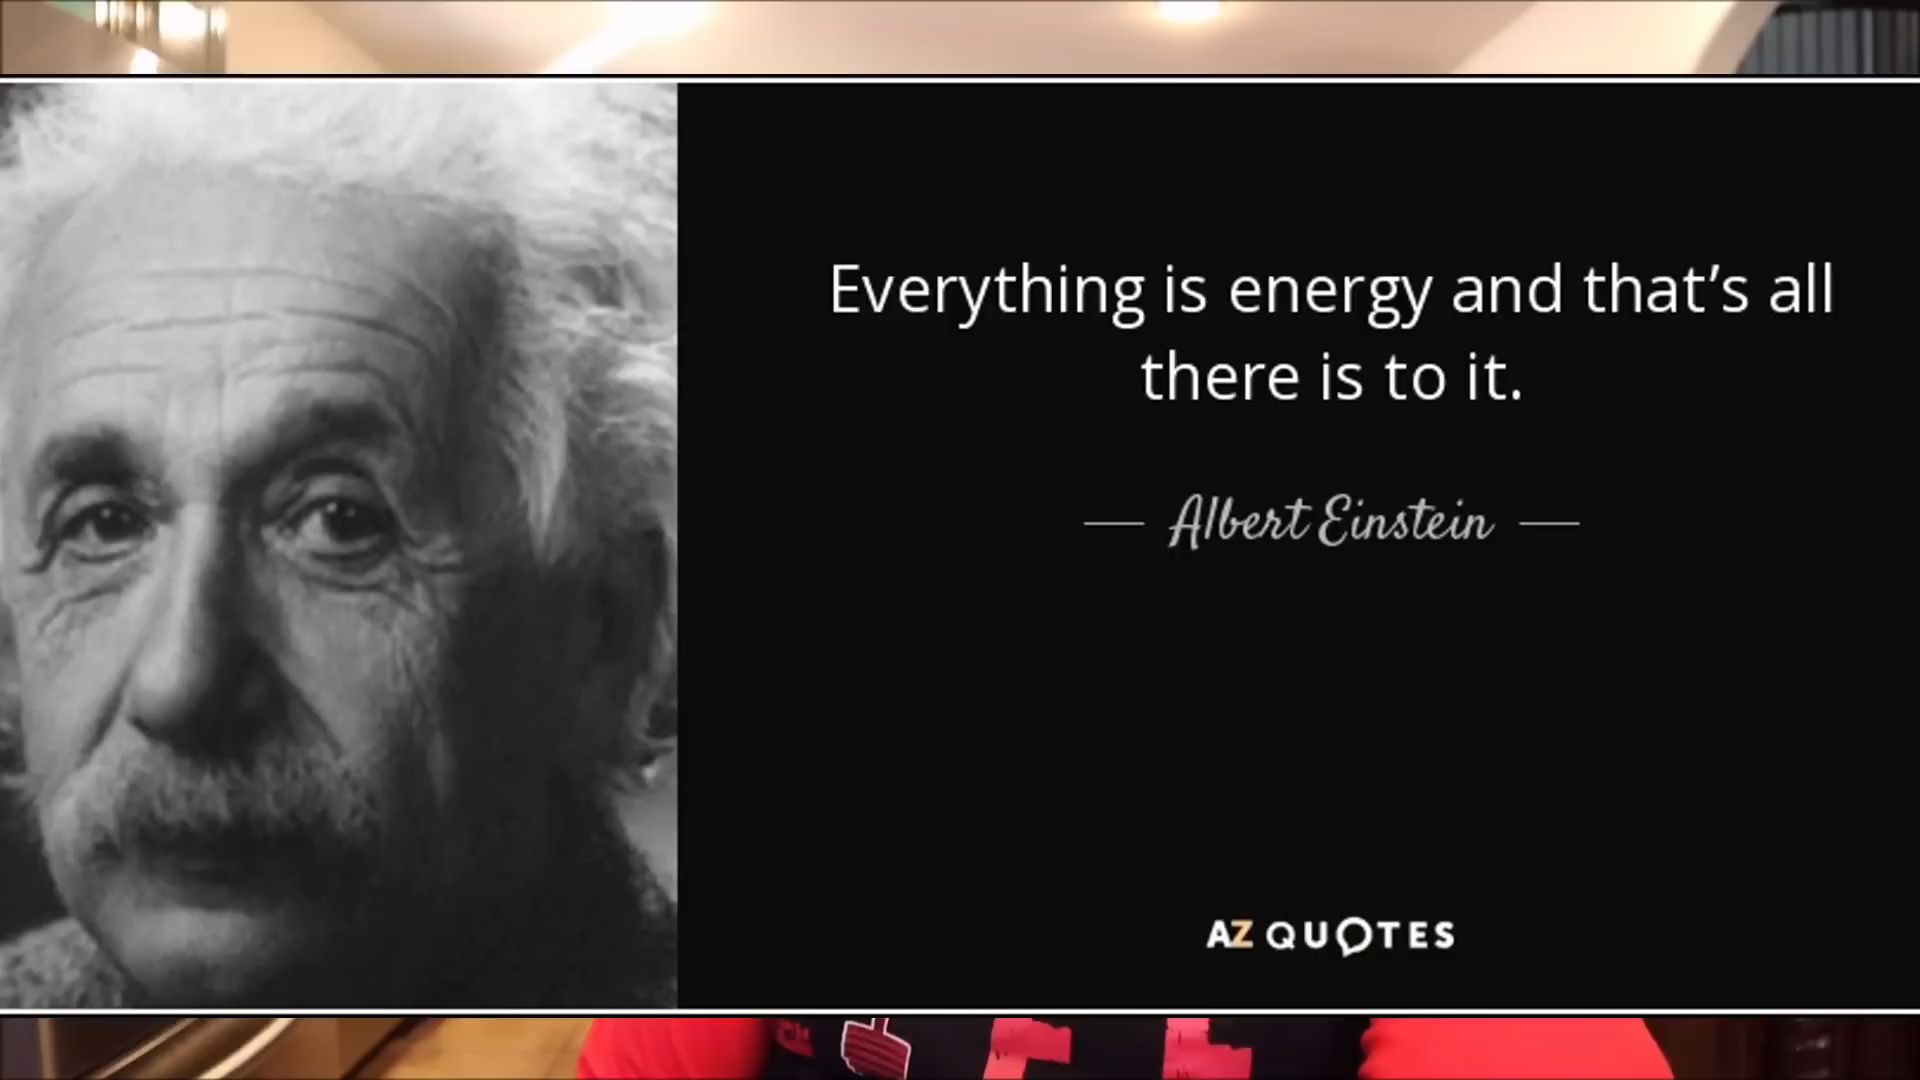 Everything is energy and that’s all
there is to it.
Albert Einstein
AZ QUOTES